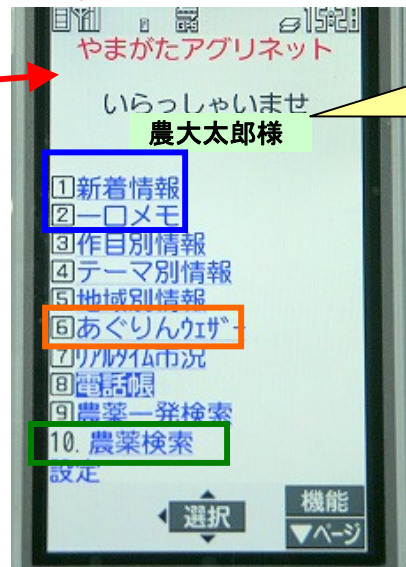 15:21
やまがたアグリネット
いらっしゃいませ
農大太郎様
1新着情報
2一口メモ
3作目別情報
4テーマ別情報
5地域別情報
6あぐりんｳｪｻﾞｰ
7ﾘｱﾙﾀｲﾑ市況
8電話帳
9農薬一発検索
10.農薬検索
設定
選択
機能
▼ページ